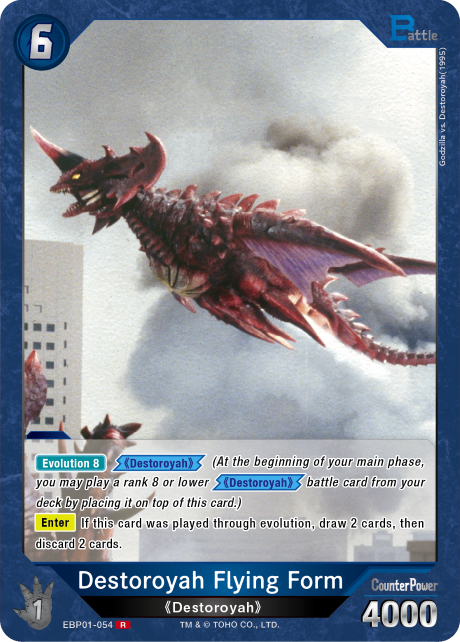 6
Battle
Godzilla vs. Destoroyah(1995)
Evolution 8 《Destoroyah》 (At the beginning of your main phase,
you may play a rank 8 or lower 《Destoroyah》 battle card from your
deck by placing it on top of this card.)
Enter If this card was played through evolution, draw 2 cards, then
discard 2 cards.
Destoroyah Flying Form
CounterPower
1
《Destoroyah》
4000
EBP01-054 R TM & © TOHO CO., LTD.